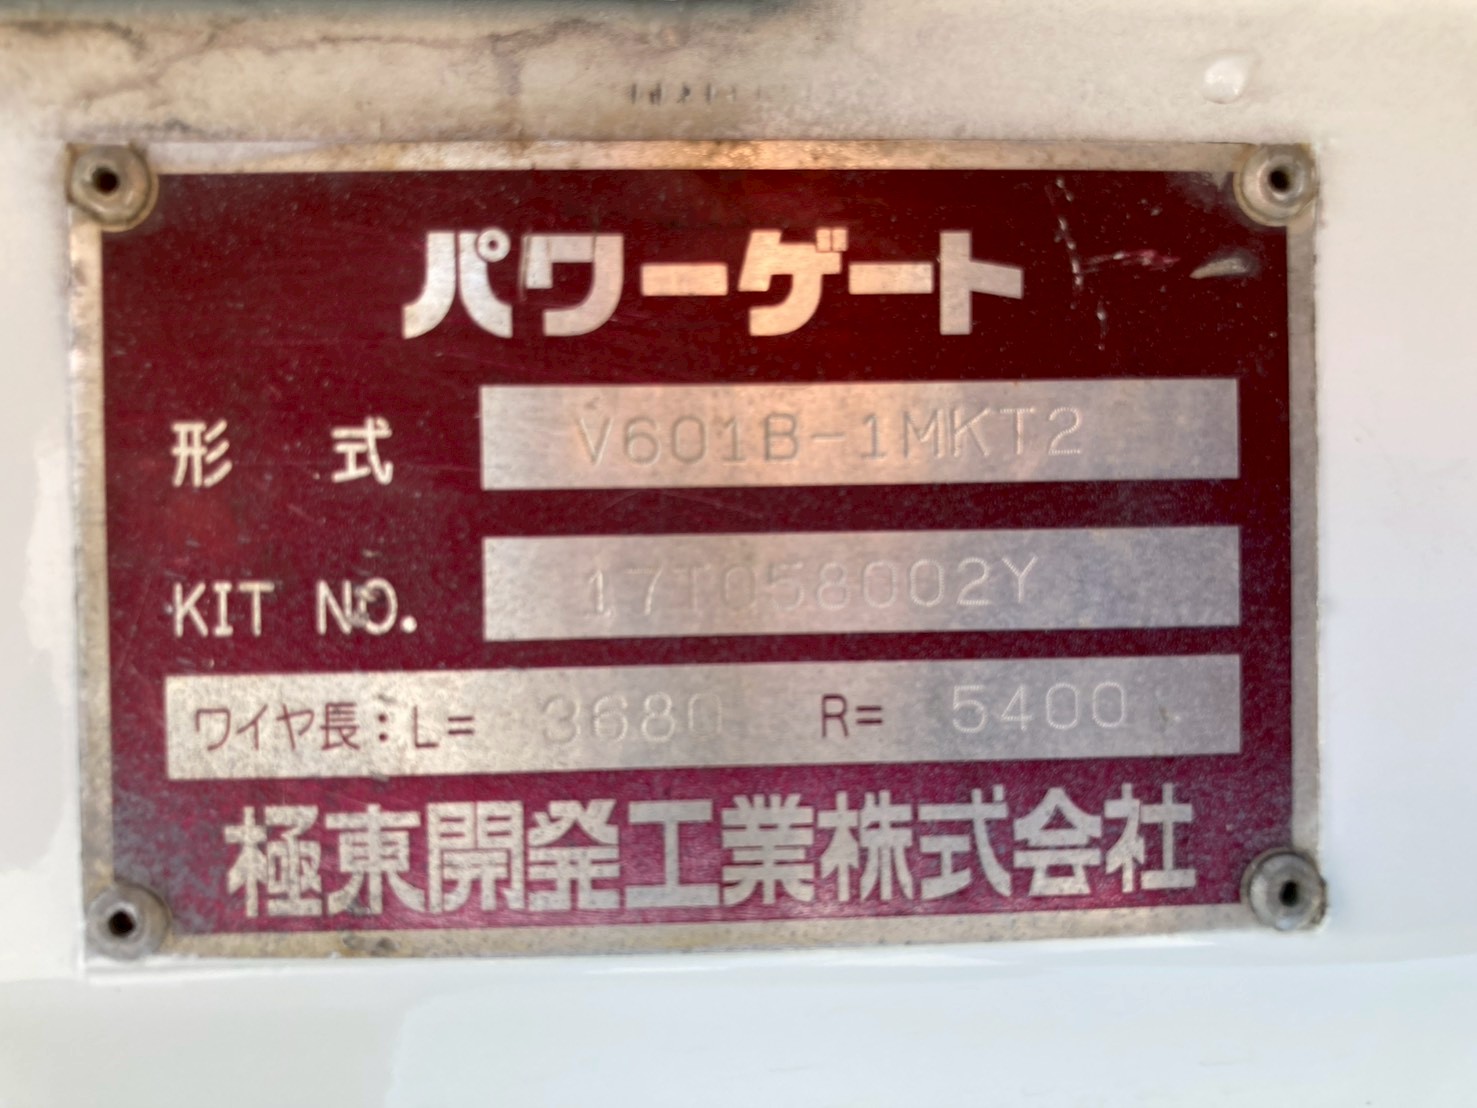 パワーゲート
形 式 V601B-1MKT2
KIT NO. 17T058002Y
ワイヤ長:L= 3680 R= 5400
極東開発工業株式会社